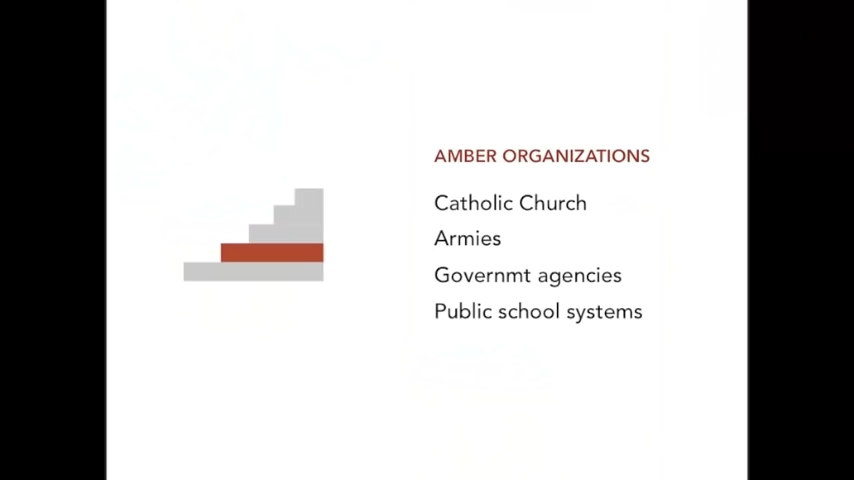 AMBER ORGANIZATIONS
Catholic Church
Armies
Governmt agencies
Public school systems